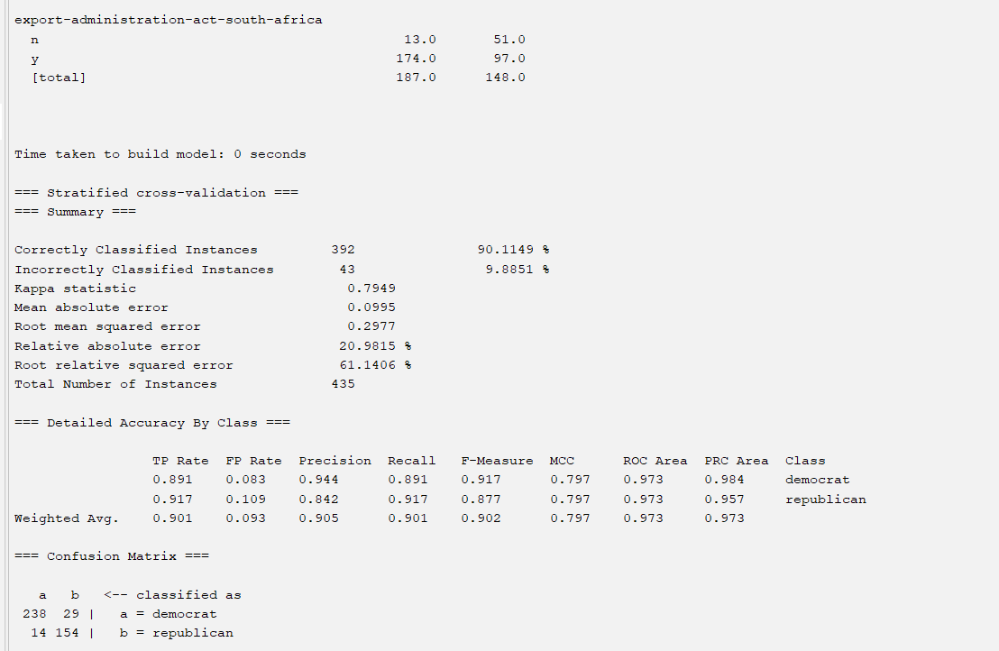 export-administration-act-south-africa
  n                                             13.0       51.0
  y                                            174.0       97.0
  [total]                                      187.0      148.0
Time taken to build model: 0 seconds
=== Stratified cross-validation ===
=== Summary ===
Correctly Classified Instances         392               90.1149 %
Incorrectly Classified Instances        43                9.8851 %
Kappa statistic                          0.7949
Mean absolute error                      0.0995
Root mean squared error                  0.2977
Relative absolute error                 20.9815 %
Root relative squared error             61.1406 %
Total Number of Instances              435
=== Detailed Accuracy By Class ===
                 TP Rate  FP Rate  Precision  Recall   F-Measure  MCC      ROC Area  PRC Area  Class
                 0.891    0.083    0.944      0.891    0.917      0.797    0.973     0.984     democrat
                 0.917    0.109    0.842      0.917    0.877      0.797    0.973     0.957     republican
Weighted Avg.    0.901    0.093    0.905      0.901    0.902      0.797    0.973     0.973
=== Confusion Matrix ===
   a   b   <-- classified as
 238  29 |   a = democrat
  14 154 |   b = republican